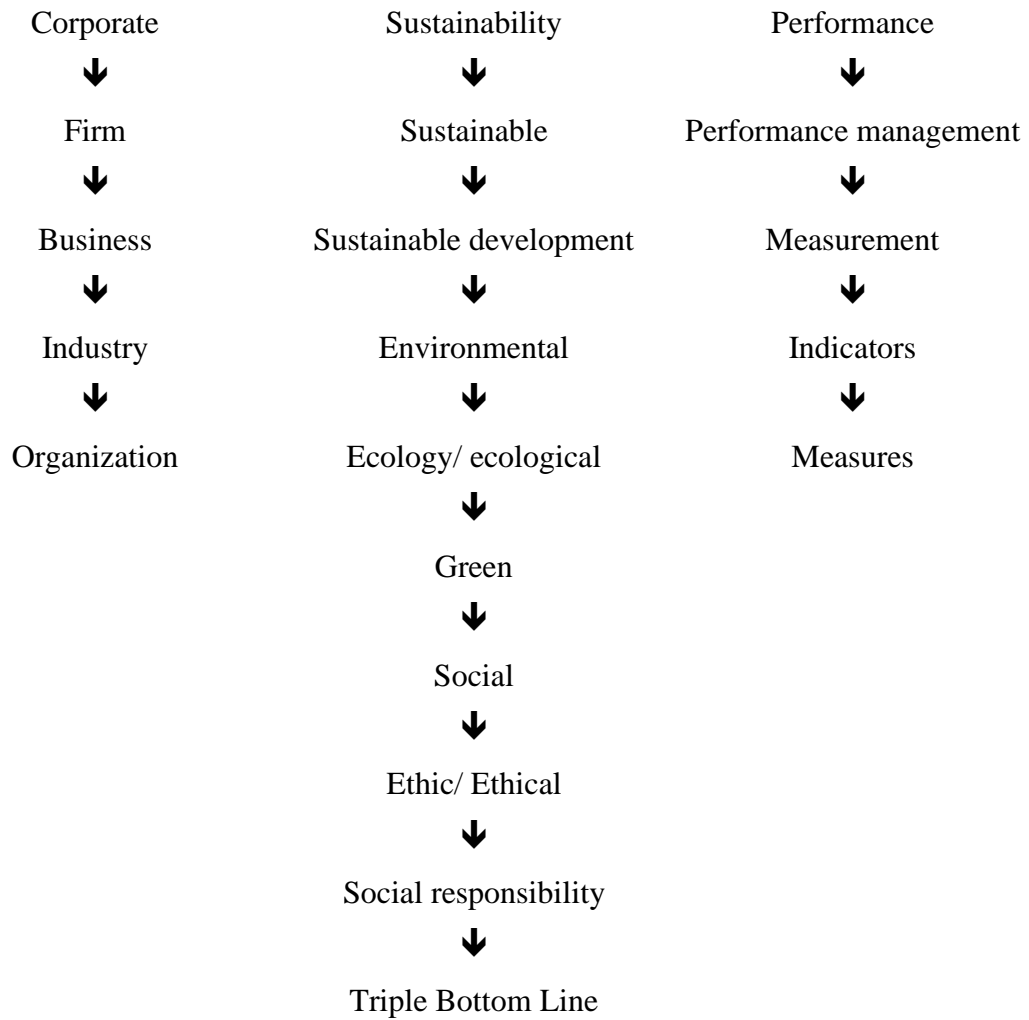 Corporate Sustainability Performance
Firm Sustainable Performance management
Business Sustainable development Measurement
Industry Environmental Indicators
Organization Ecology/ ecological Measures
Green
Social
Ethic/ Ethical
Social responsibility
Triple Bottom Line